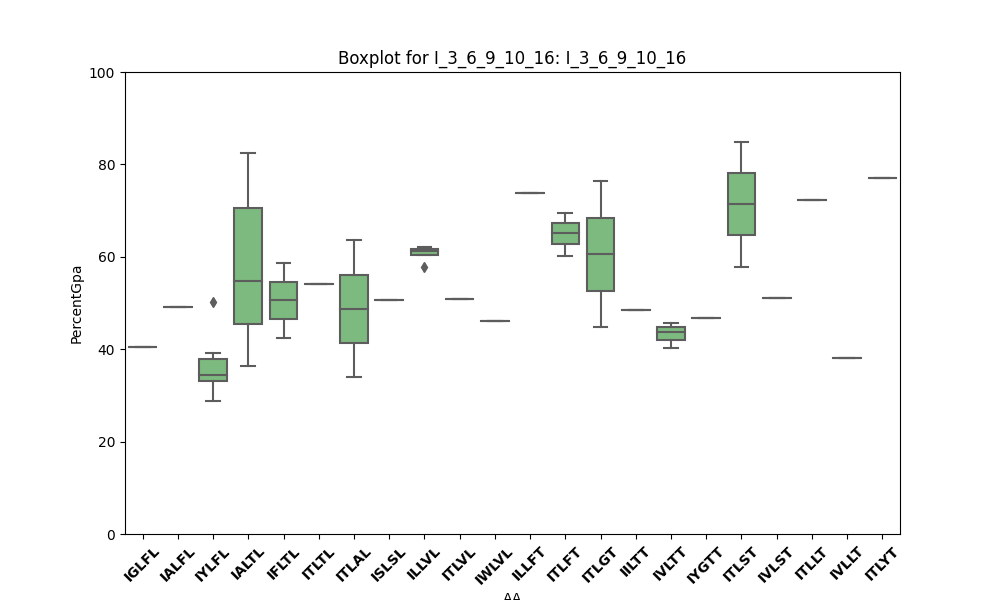 Boxplot for I_3_6_9_10_16: I_3_6_9_10_16
100
80
60
40
20
0
PercentGpa
IGLFL IALFL IYLFL IALTL IFLTL ITLTL ITLAL ISLSL ILLVL ITLVL IWLVL ILLFT ITLFT ITLGT IILTT IVLTT IYGTT ITLST IVLST ITLLT IVLLT ITLYT
AA